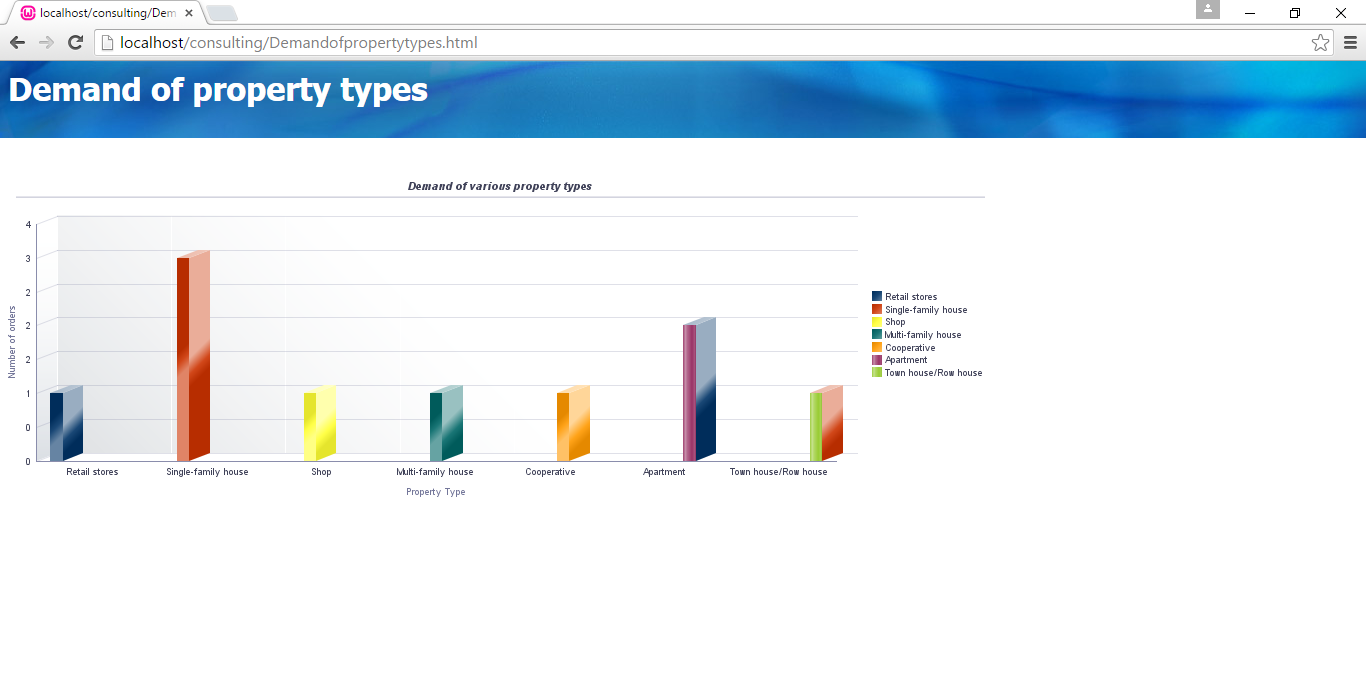 localhost/consulting/Dem
localhost/consulting/Demandofpropertytypes.html
Demand of property types
Demand of various property types
Number of orders
4
3
2
2
2
1
0
0
Retail stores
Single-family house
Shop
Multi-family house
Cooperative
Apartment
Town house/Row house
Property Type
Retail stores
Single-family house
Shop
Multi-family house
Cooperative
Apartment
Town house/Row house